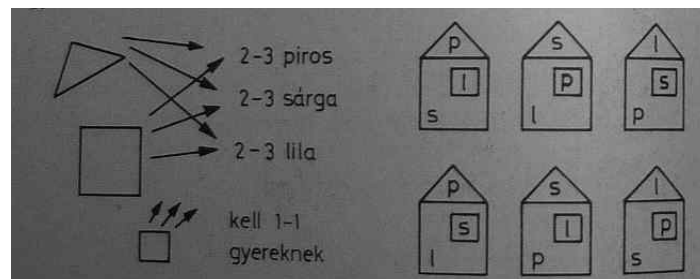 2-3 piros
2-3 sárga
2-3 lila
kell 1-1
gyereknek
p s l
l p s
s l p
p s l
s l p
l p s